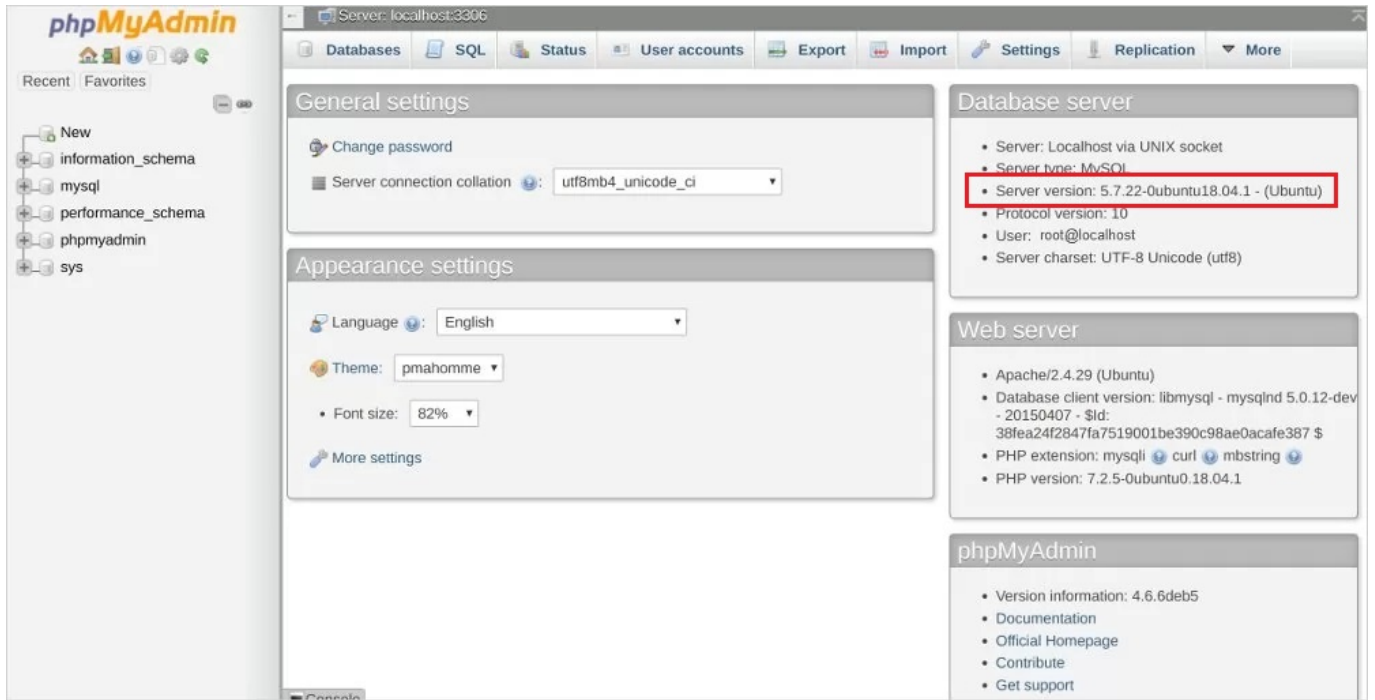 phpMyAdmin
Recent Favorites
New
information_schema
mysql
performance_schema
phpmyadmin
sys
Server: localhost:3306
Databases SQL Status User accounts Export Import Settings Replication More
General settings
Change password
Server connection collation : utf8mb4_unicode_ci
Appearance settings
Language : English
Theme: pmahomme
• Font size: 82%
More settings
Database server
• Server: Localhost via UNIX socket
• Server type: MySQL
• Server version: 5.7.22-0ubuntu18.04.1 - (Ubuntu)
• Protocol version: 10
• User: root@localhost
• Server charset: UTF-8 Unicode (utf8)
Web server
• Apache/2.4.29 (Ubuntu)
• Database client version: libmysql - mysqlnd 5.0.12-dev
- 20150407 - $Id:
38fea24f2847fa7519001be390c98ae0acafe387 $
• PHP extension: mysqli curl mbstring
• PHP version: 7.2.5-0ubuntu0.18.04.1
phpMyAdmin
• Version information: 4.6.6deb5
• Documentation
• Official Homepage
• Contribute
• Get support
Console